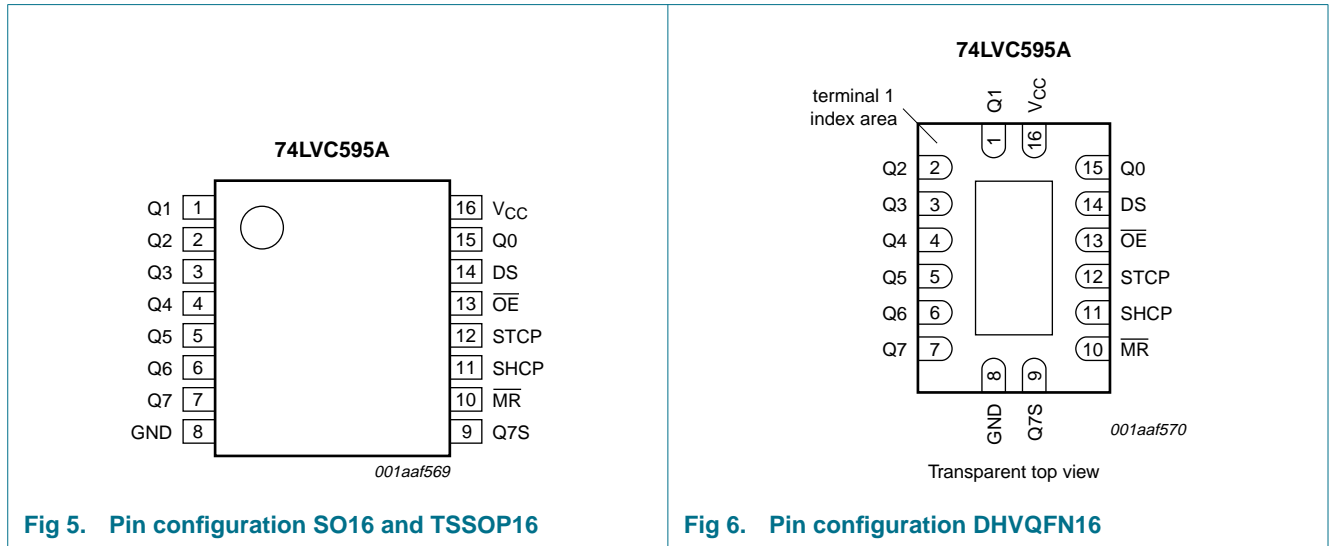 74LVC595A
Q1 1
Q2 2
Q3 3
Q4 4
Q5 5
Q6 6
Q7 7
GND 8
16 VCC
15 Q0
14 DS
13 O̅E̅
12 STCP
11 SHCP
10 M̅R̅
9 Q7S
001aaf569
Fig 5. Pin configuration SO16 and TSSOP16
74LVC595A
terminal 1
index area
Q1 VCC
1 16
Q2 2
Q3 3
Q4 4
Q5 5
Q6 6
Q7 7
15 Q0
14 DS
13 O̅E̅
12 STCP
11 SHCP
10 M̅R̅
8 9
GND Q7S
001aaf570
Transparent top view
Fig 6. Pin configuration DHVQFN16